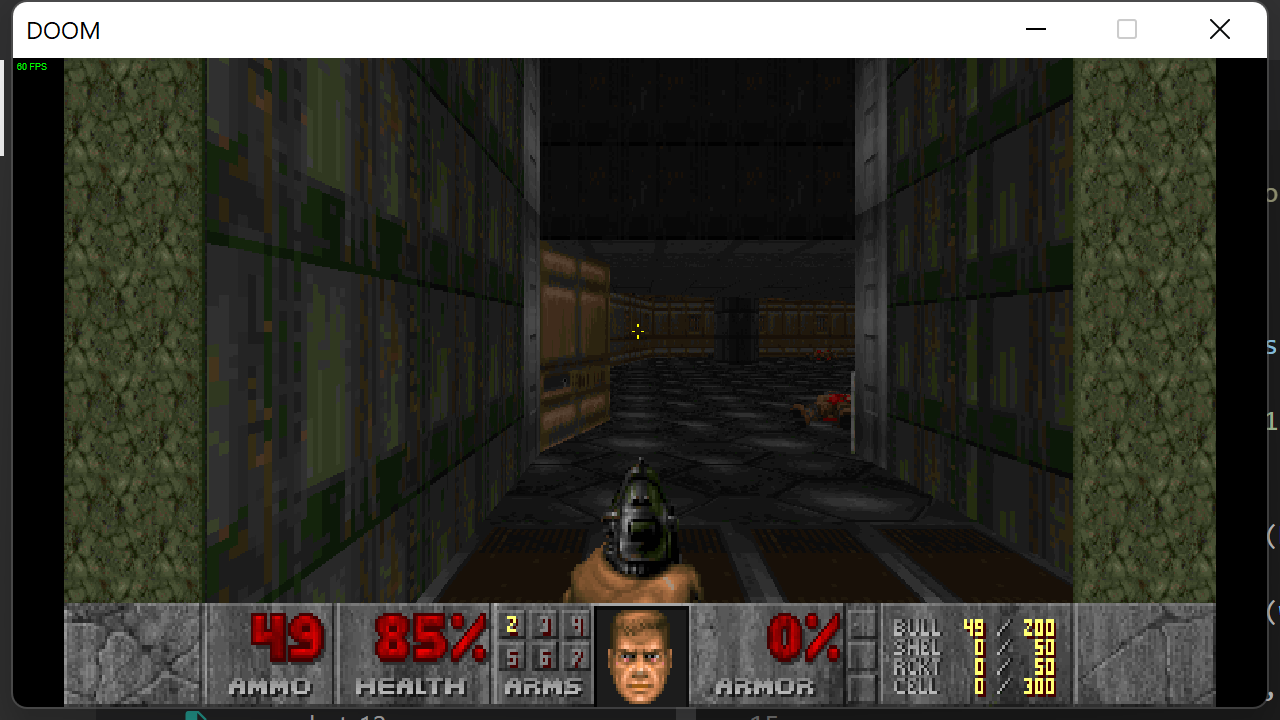 DOOM
60 FPS
49
AMMO
85%
HEALTH
2 3 4
5 6 7
ARMS
0%
ARMOR
BULL 49 / 200
SHEL 0 / 50
RCKT 0 / 50
CELL 0 / 300